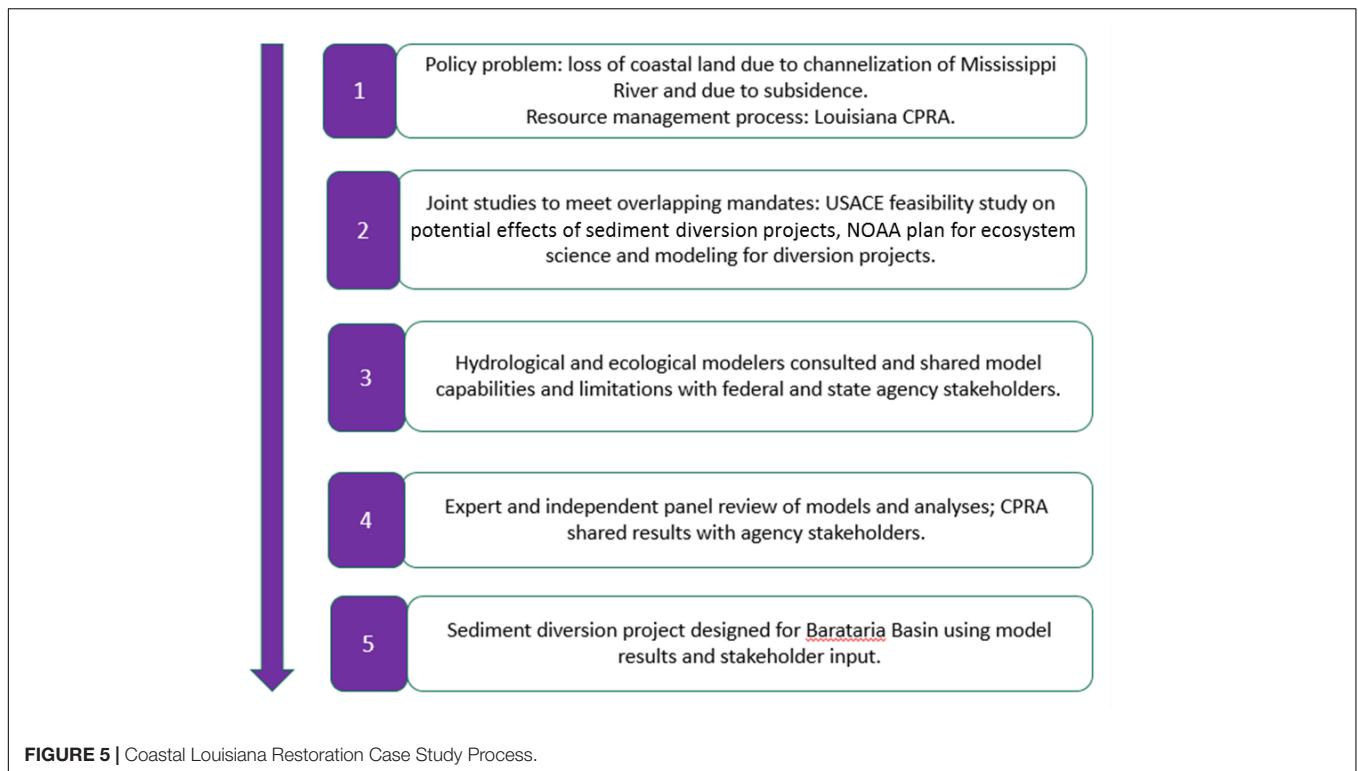 1
Policy problem: loss of coastal land due to channelization of Mississippi
River and due to subsidence.
Resource management process: Louisiana CPRA.
2
Joint studies to meet overlapping mandates: USACE feasibility study on
potential effects of sediment diversion projects, NOAA plan for ecosystem
science and modeling for diversion projects.
3
Hydrological and ecological modelers consulted and shared model
capabilities and limitations with federal and state agency stakeholders.
4
Expert and independent panel review of models and analyses; CPRA
shared results with agency stakeholders.
5
Sediment diversion project designed for Barataria Basin using model
results and stakeholder input.
FIGURE 5 | Coastal Louisiana Restoration Case Study Process.